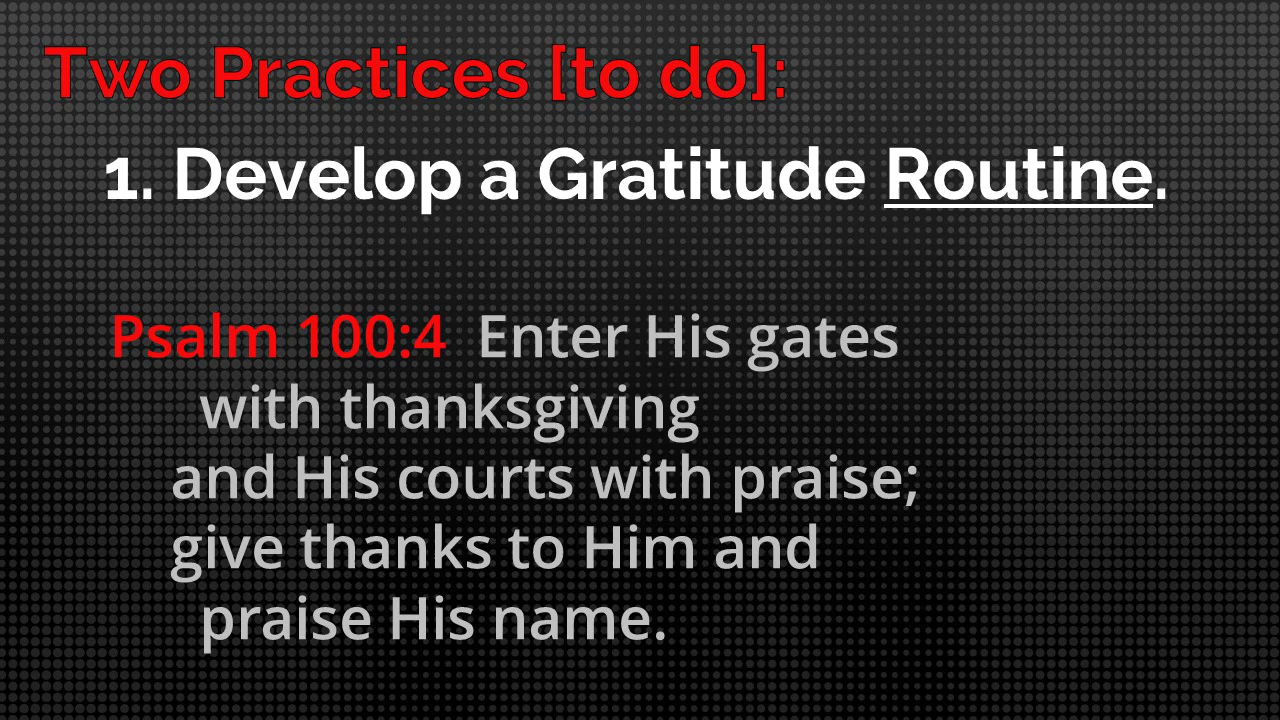 Two Practices [to do]:
1. Develop a Gratitude Routine.
Psalm 100:4 Enter His gates
with thanksgiving
and His courts with praise;
give thanks to Him and
praise His name.